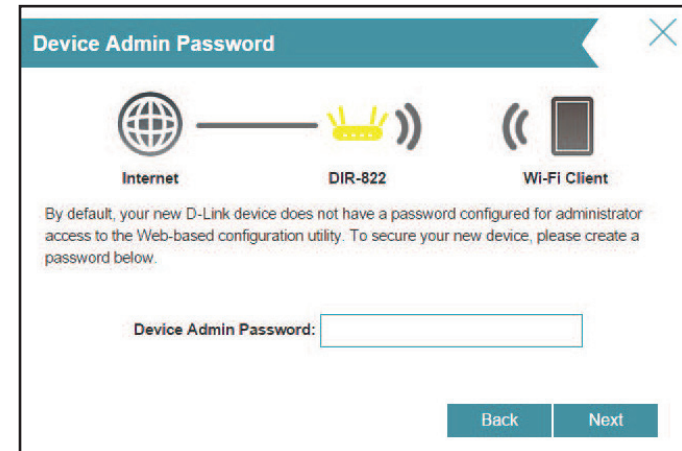 Device Admin Password
Internet
DIR-822
Wi-Fi Client
By default, your new D-Link device does not have a password configured for administrator
access to the Web-based configuration utility. To secure your new device, please create a
password below.
Device Admin Password:
Back
Next